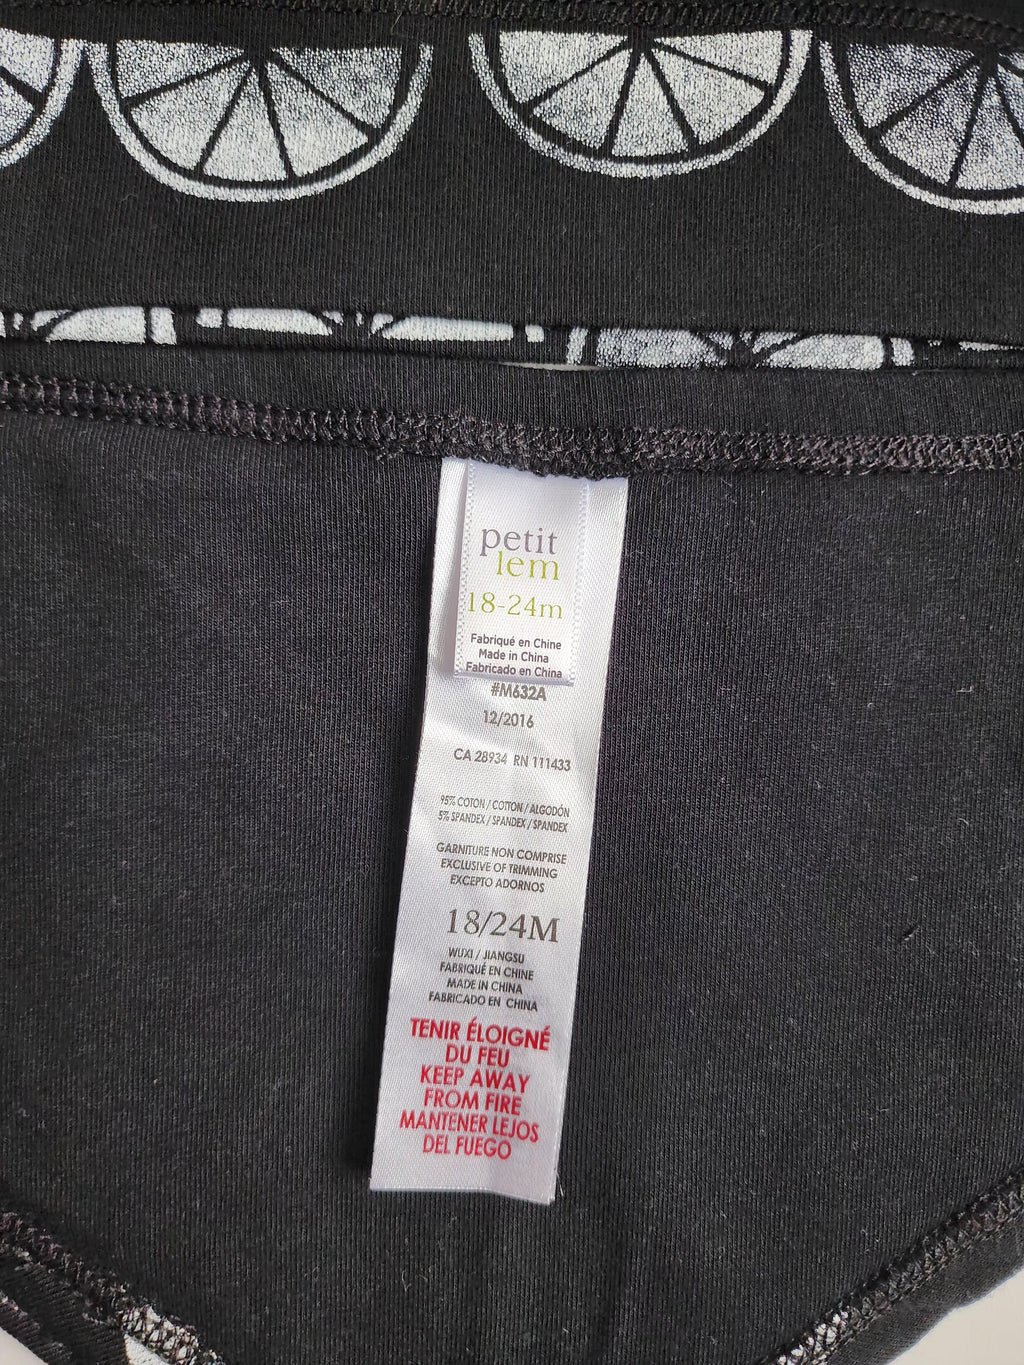 petit
lem
18-24m
Fabriqué en Chine
Made in China
Fabricado en China
#M632A
12/2016
CA 28934 RN 111433
95% COTON / COTTON / ALGODÓN
5% SPANDEX / SPANDEX / SPANDEX
GARNITURE NON COMPRISE
EXCLUSIVE OF TRIMMING
EXCEPTO ADORNOS
18/24M
WUXI / JIANGSU
FABRIQUÉ EN CHINE
MADE IN CHINA
FABRICADO EN CHINA
TENIR ÉLOIGNÉ
DU FEU
KEEP AWAY
FROM FIRE
MANTENER LEJOS
DEL FUEGO